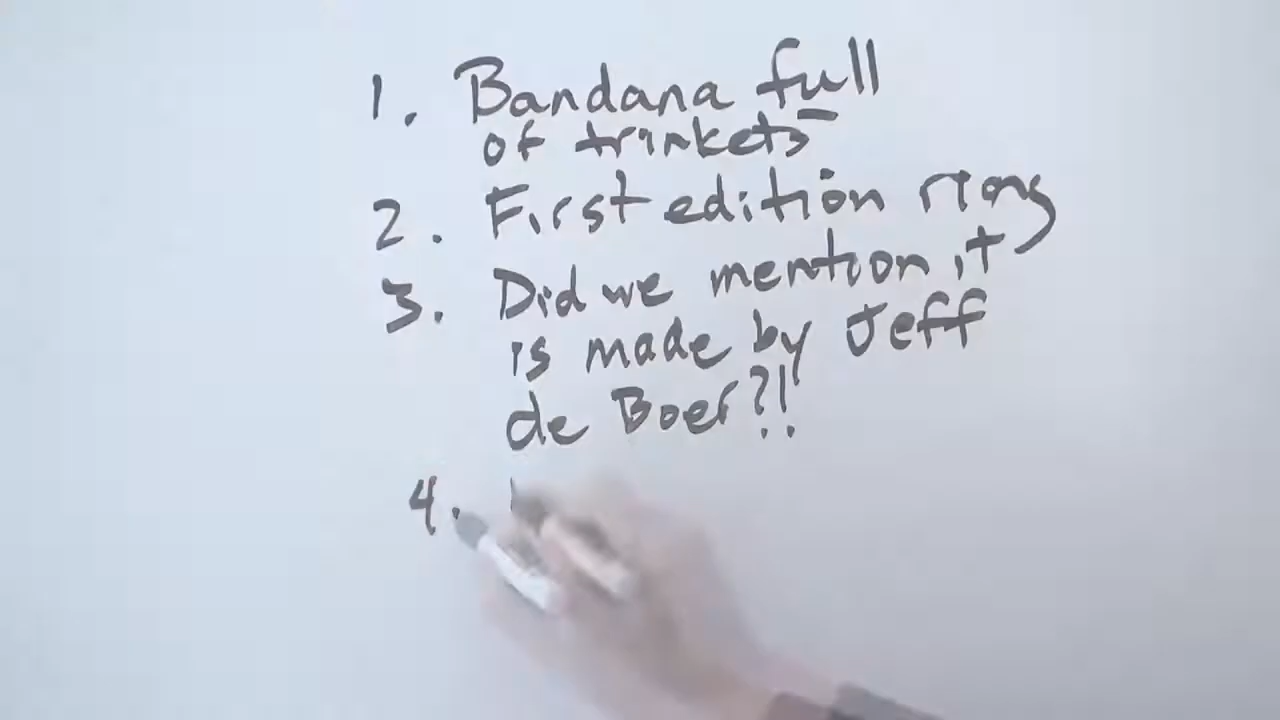 1. Bandana full
of trinkets
2. First edition ring
3. Did we mention it
is made by Jeff
de Boer?!
4.